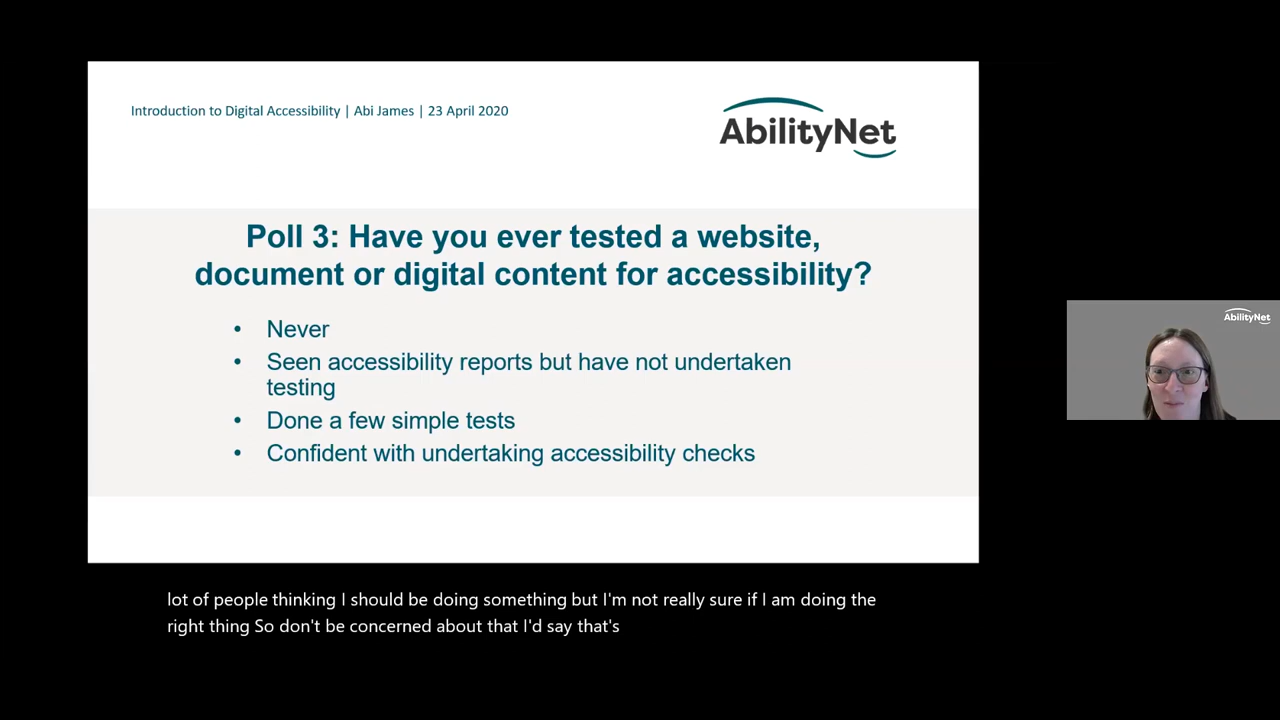 Introduction to Digital Accessibility | Abi James | 23 April 2020
AbilityNet
Poll 3: Have you ever tested a website,
document or digital content for accessibility?
• Never
• Seen accessibility reports but have not undertaken
testing
• Done a few simple tests
• Confident with undertaking accessibility checks
AbilityNet
lot of people thinking I should be doing something but I'm not really sure if I am doing the
right thing So don't be concerned about that I'd say that's